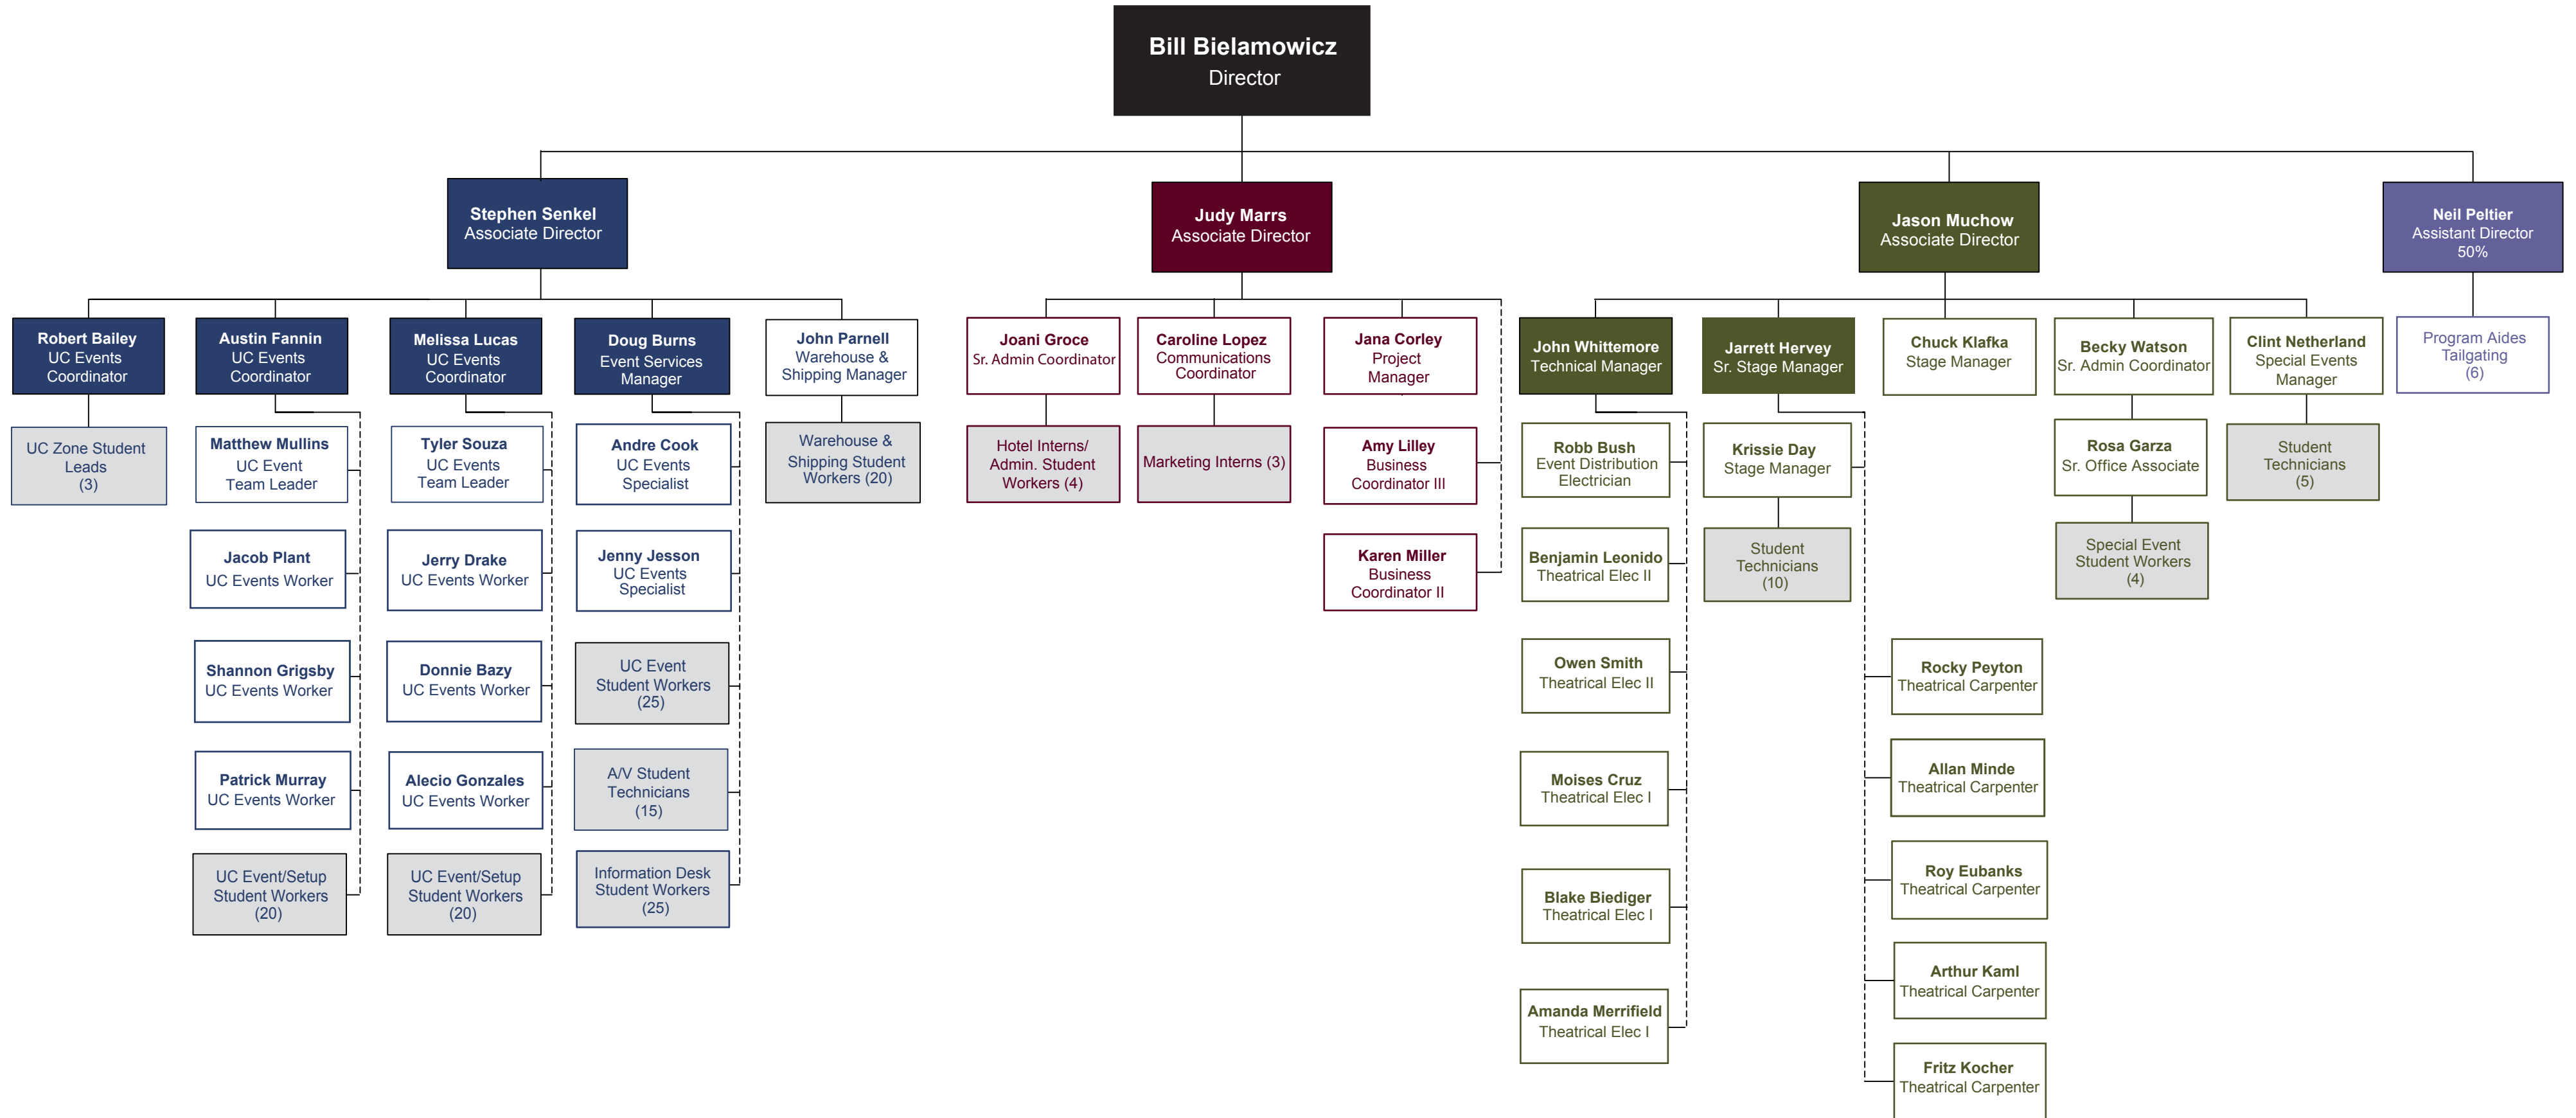 Bill Bielamowicz
Director
Stephen Senkel
Associate Director
Judy Marrs
Associate Director
Jason Muchow
Associate Director
Neil Peltier
Assistant Director
50%
Robert Bailey
UC Events
Coordinator
Austin Fannin
UC Events
Coordinator
Melissa Lucas
UC Events
Coordinator
Doug Burns
Event Services
Manager
John Parnell
Warehouse &
Shipping Manager
Joani Groce
Sr. Admin Coordinator
Caroline Lopez
Communications
Coordinator
Jana Corley
Project
Manager
John Whittemore
Technical Manager
Jarrett Hervey
Sr. Stage Manager
Chuck Klafka
Stage Manager
Becky Watson
Sr. Admin Coordinator
Clint Netherland
Special Events
Manager
Program Aides
Tailgating
(6)
UC Zone Student
Leads
(3)
Matthew Mullins
UC Event
Team Leader
Tyler Souza
UC Events
Team Leader
Andre Cook
UC Events
Specialist
Warehouse &
Shipping Student
Workers (20)
Hotel Interns/
Admin. Student
Workers (4)
Marketing Interns (3)
Amy Lilley
Business
Coordinator III
Robb Bush
Event Distribution
Electrician
Krissie Day
Stage Manager
Rosa Garza
Sr. Office Associate
Student
Technicians
(5)
Jacob Plant
UC Events Worker
Jerry Drake
UC Events Worker
Jenny Jesson
UC Events
Specialist
Karen Miller
Business
Coordinator II
Benjamin Leonido
Theatrical Elec II
Student
Technicians
(10)
Special Event
Student Workers
(4)
Shannon Grigsby
UC Events Worker
Donnie Bazy
UC Events Worker
UC Event
Student Workers
(25)
Owen Smith
Theatrical Elec II
Rocky Peyton
Theatrical Carpenter
Patrick Murray
UC Events Worker
Alecio Gonzales
UC Events Worker
A/V Student
Technicians
(15)
Moises Cruz
Theatrical Elec I
Allan Minde
Theatrical Carpenter
UC Event/Setup
Student Workers
(20)
UC Event/Setup
Student Workers
(20)
Information Desk
Student Workers
(25)
Blake Biediger
Theatrical Elec I
Roy Eubanks
Theatrical Carpenter
Arthur Kaml
Theatrical Carpenter
Amanda Merrifield
Theatrical Elec I
Fritz Kocher
Theatrical Carpenter